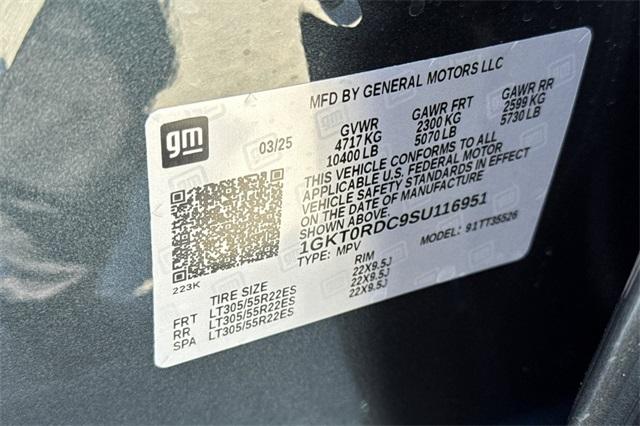 MFD BY GENERAL MOTORS LLC
gm
03/25
GVWR GAWR FRT GAWR RR
4717 KG 2300 KG 2599 KG
10400 LB 5070 LB 5730 LB
THIS VEHICLE CONFORMS TO ALL
APPLICABLE U.S. FEDERAL MOTOR
VEHICLE SAFETY STANDARDS IN EFFECT
ON THE DATE OF MANUFACTURE
SHOWN ABOVE.
1GKT0RDC9SU116951
TYPE: MPV MODEL: 91TT35526
223K
TIRE SIZE RIM
FRT LT305/55R22ES 22X9.5J
RR LT305/55R22ES 22X9.5J
SPA LT305/55R22ES 22X9.5J